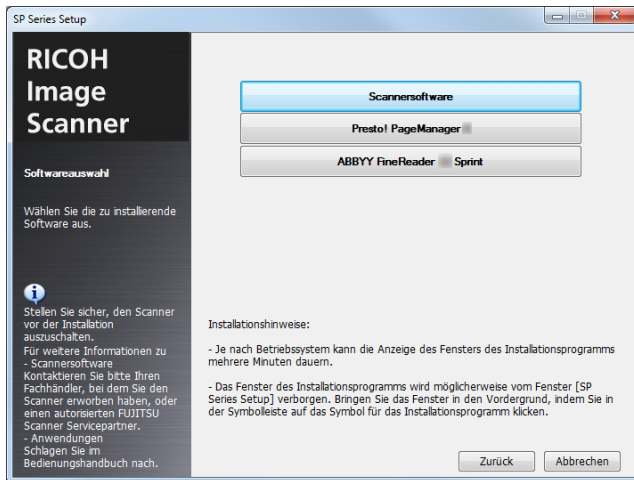 SP Series Setup
RICOH
Image
Scanner
Softwareauswahl
Wählen Sie die zu installierende
Software aus.
Stellen Sie sicher, den Scanner
vor der Installation
auszuschalten.
Für weitere Informationen zu
- Scannersoftware
Kontaktieren Sie bitte Ihren
Fachhändler, bei dem Sie den
Scanner erworben haben, oder
einen autorisierten FUJITSU
Scanner Servicepartner.
- Anwendungen
Schlagen Sie im
Bedienungshandbuch nach.
Scannersoftware
Presto! PageManager
ABBYY FineReader Sprint
Installationshinweise:
- Je nach Betriebssystem kann die Anzeige des Fensters des Installationsprogramms
mehrere Minuten dauern.
- Das Fenster des Installationsprogramms wird möglicherweise vom Fenster [SP
Series Setup] verborgen. Bringen Sie das Fenster in den Vordergrund, indem Sie in
der Symbolleiste auf das Symbol für das Installationsprogramm klicken.
Zurück
Abbrechen